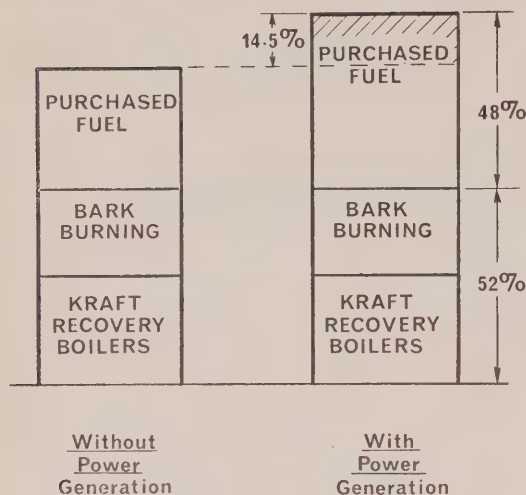 14.5%
PURCHASED
FUEL
BARK
BURNING
KRAFT
RECOVERY
BOILERS
Without
Power
Generation
PURCHASED
FUEL
BARK
BURNING
KRAFT
RECOVERY
BOILERS
With
Power
Generation
48%
52%